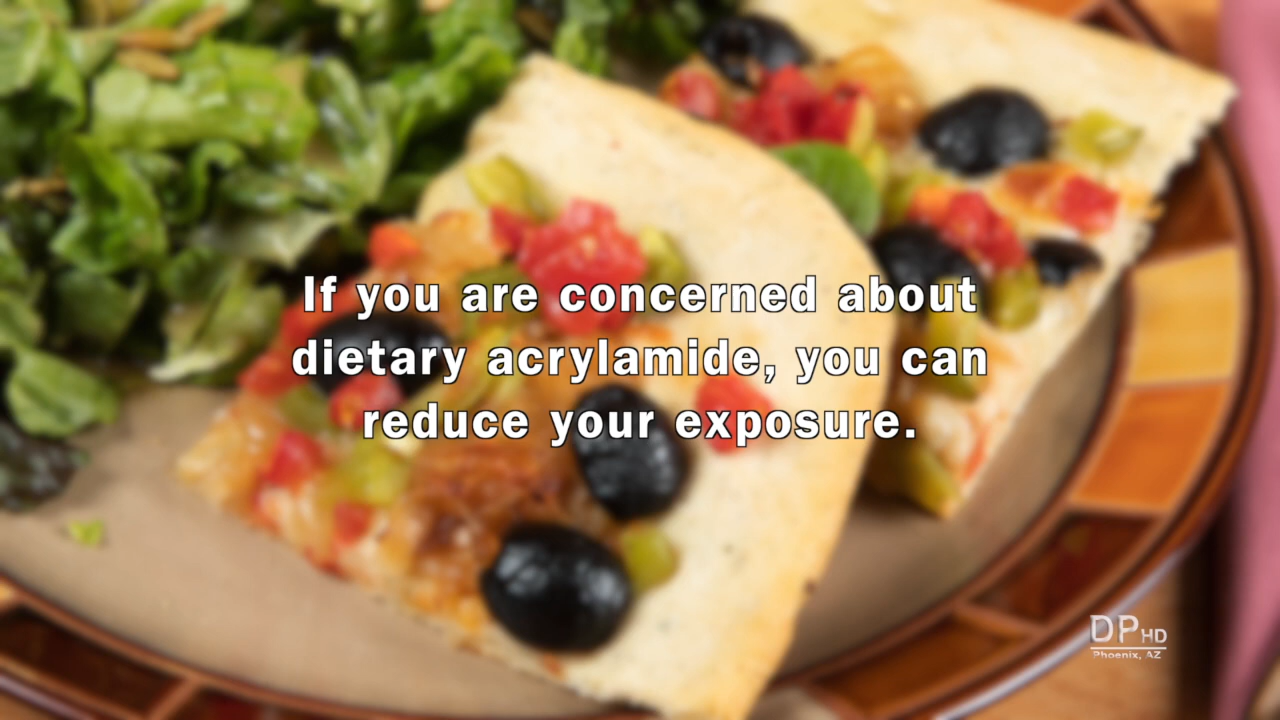 If you are concerned about
dietary acrylamide, you can
reduce your exposure.
DPHD
Phoenix, AZ